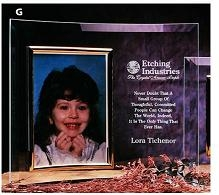 G
Etching
Industries
The Crystal Award People
Never Doubt That A
Small Group Of
Thoughtful, Committed
People Can Change
The World, Indeed,
It Is The Only Thing That
Ever Has.
Lora Tichenor